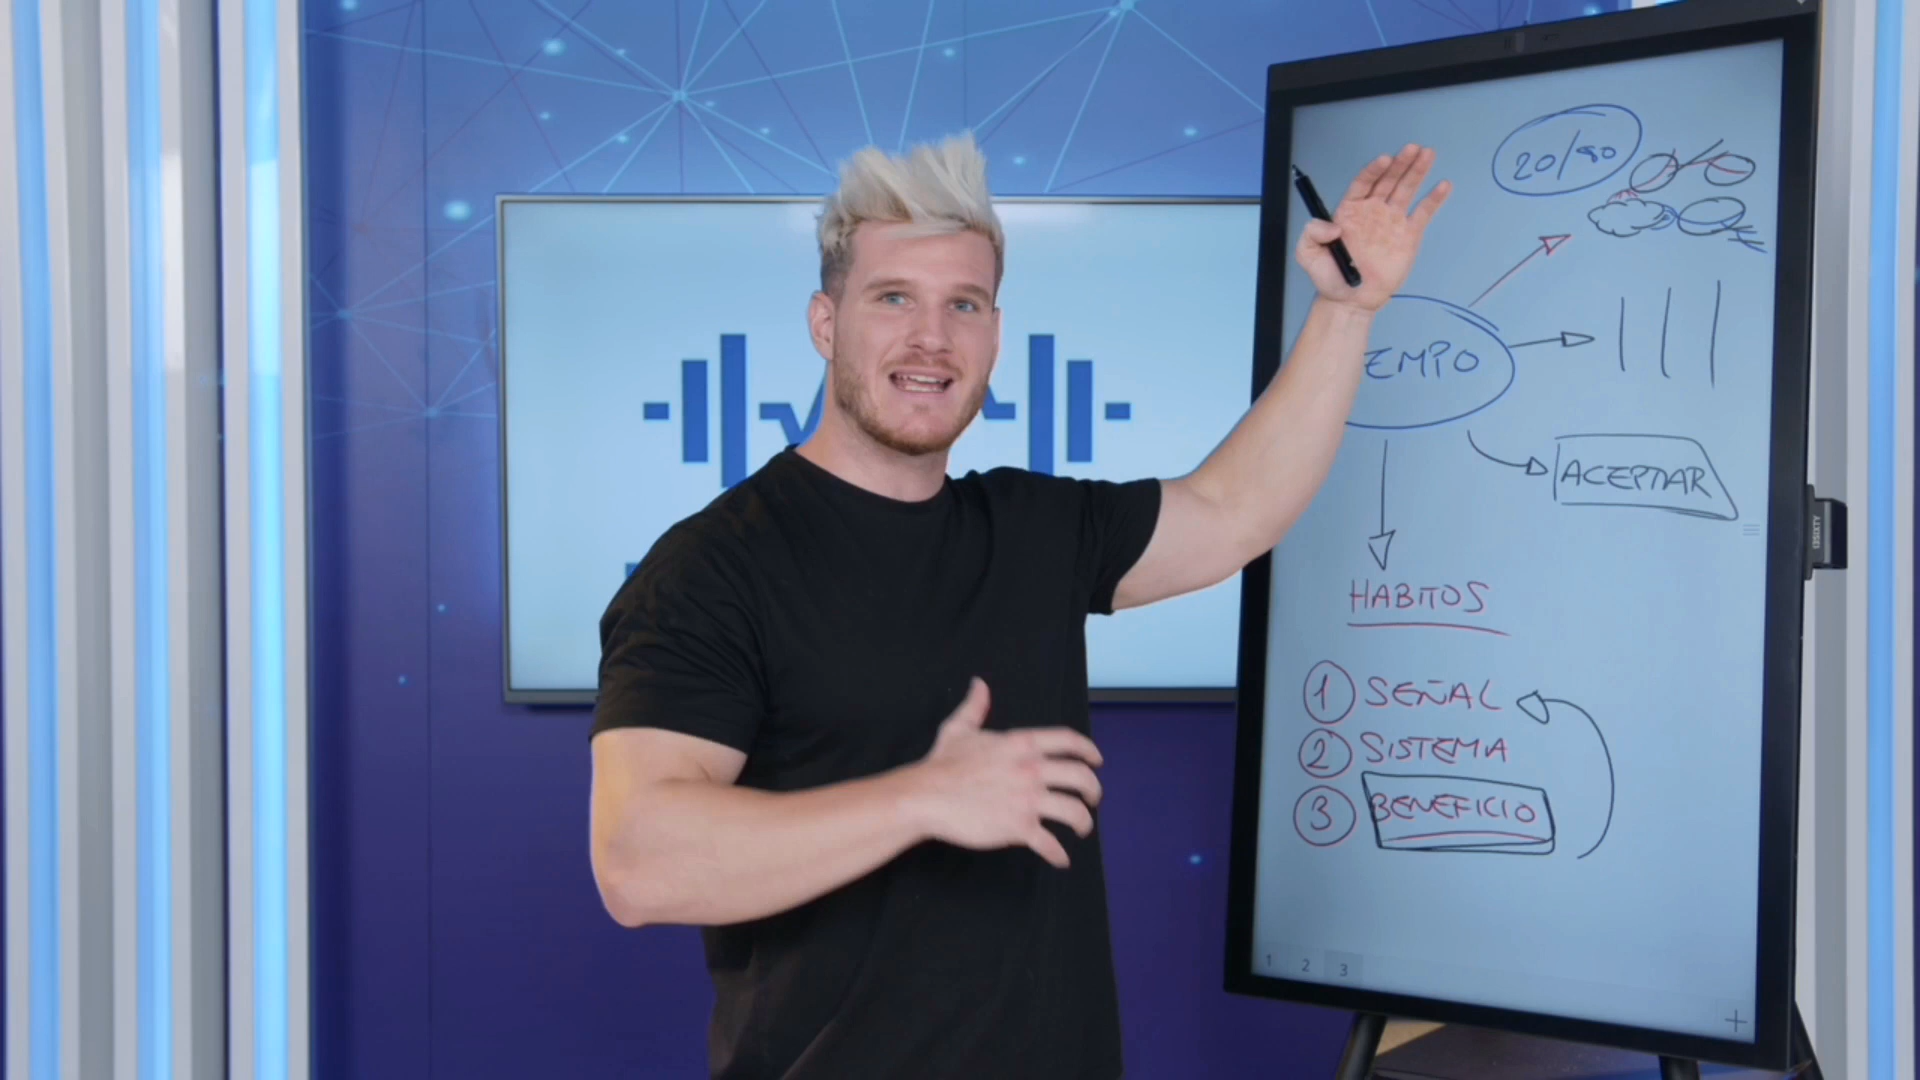 20/80
EMPO
ACEPTAR
HABITOS
1 SEÑAL
2 SISTEMA
3 BENEFICIO
1 2 3